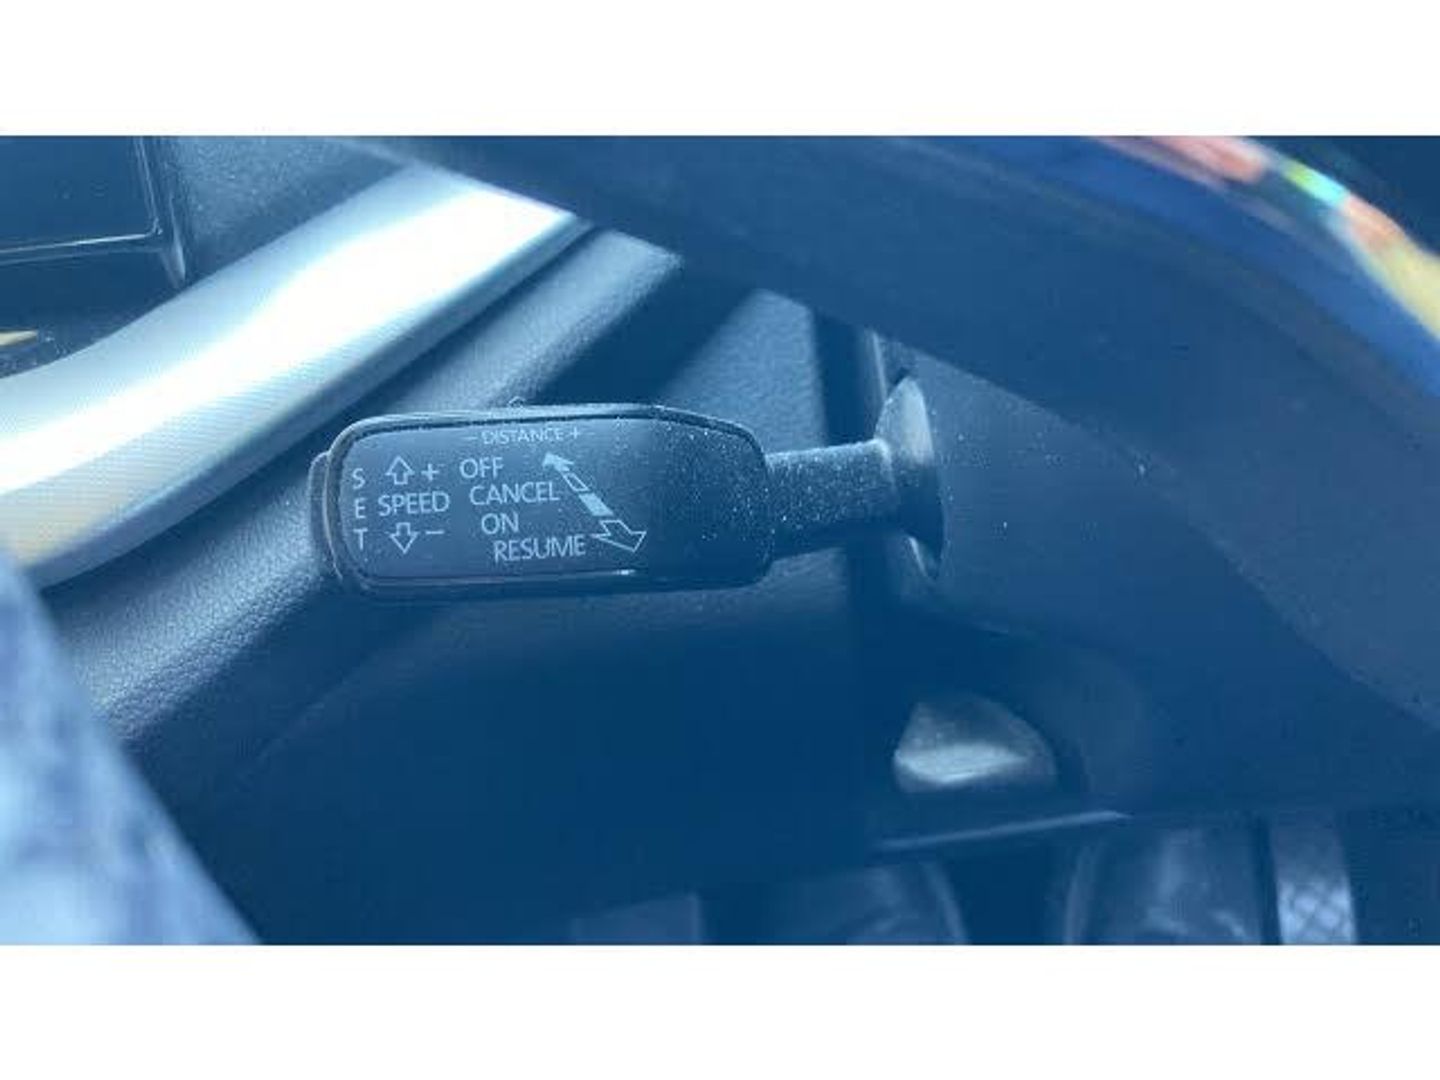 - DISTANCE +
S + OFF
E SPEED CANCEL
T - ON
RESUME